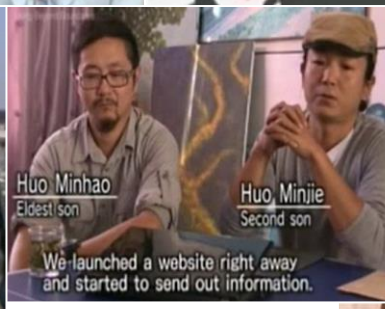 Huo Minhao
Eldest son
Huo Minjie
Second son
We launched a website right away
and started to send out information.